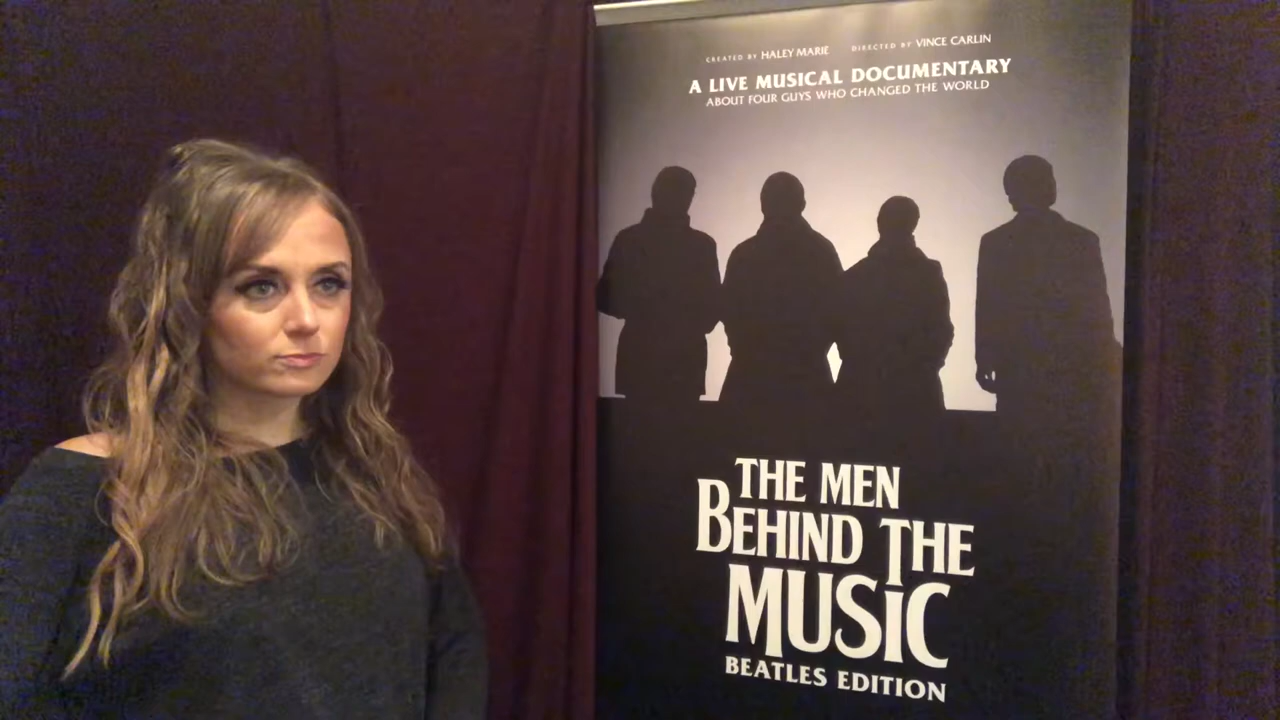 CREATED BY HALEY MARIE DIRECTED BY VINCE CARLIN
A LIVE MUSICAL DOCUMENTARY
ABOUT FOUR GUYS WHO CHANGED THE WORLD
THE MEN
BEHIND THE
MUSiC
BEATLES EDITION